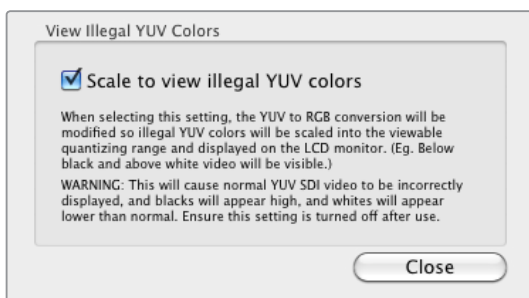 View Illegal YUV Colors
Scale to view illegal YUV colors
When selecting this setting, the YUV to RGB conversion will be
modified so illegal YUV colors will be scaled into the viewable
quantizing range and displayed on the LCD monitor. (Eg. Below
black and above white video will be visible.)
WARNING: This will cause normal YUV SDI video to be incorrectly
displayed, and blacks will appear high, and whites will appear
lower than normal. Ensure this setting is turned off after use.
Close